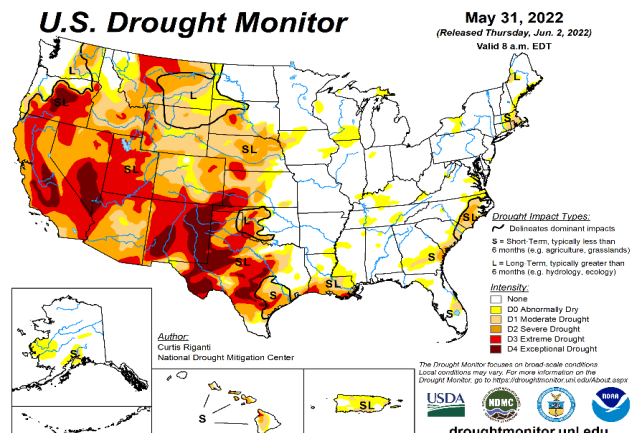 U.S. Drought Monitor
May 31, 2022
(Released Thursday, Jun. 2, 2022)
Valid 8 a.m. EDT
L
L
L
SL
S
SL
SL
L
SL
SL
S
SL
S
SL
S
Drought Impact Types:
Delineates dominant impacts
S = Short-Term, typically less than
6 months (e.g. agriculture, grasslands)
L = Long-Term, typically greater than
6 months (e.g. hydrology, ecology)
Intensity:
None
D0 Abnormally Dry
D1 Moderate Drought
D2 Severe Drought
D3 Extreme Drought
D4 Exceptional Drought
Author:
Curtis Riganti
National Drought Mitigation Center
S
S
SL
The Drought Monitor focuses on broad-scale conditions.
Local conditions may vary. For more information on the
Drought Monitor, go to https://droughtmonitor.unl.edu/About.aspx
USDA
NDMC
NOAA
droughtmonitor.unl.edu